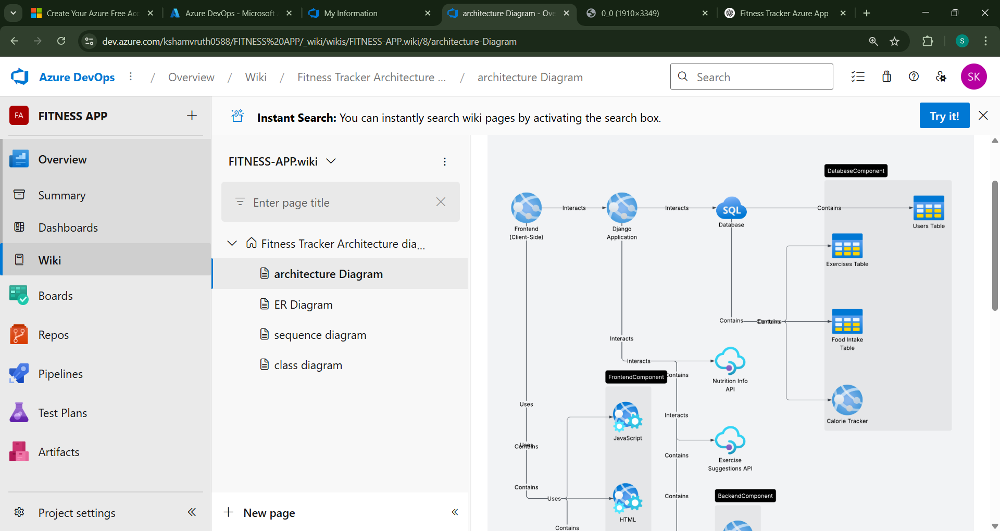 Create Your Azure Free Acc
Azure DevOps - Microsoft
My Information
architecture Diagram - Ove
0_0 (1910×3349)
Fitness Tracker Azure App
dev.azure.com/kshamvruth0588/FITNESS%20APP/_wiki/wikis/FITNESS-APP.wiki/8/architecture-Diagram
S
Azure DevOps / Overview / Wiki / Fitness Tracker Architecture ... / architecture Diagram
Search
SK
FA
FITNESS APP
Overview
Summary
Dashboards
Wiki
Boards
Repos
Pipelines
Test Plans
Artifacts
Project settings
Instant Search: You can instantly search wiki pages by activating the search box.
Try it!
FITNESS-APP.wiki
Enter page title
Fitness Tracker Architecture dia...
architecture Diagram
ER Diagram
sequence diagram
class diagram
New page
DatabaseComponent
Interacts
Interacts
SQL
Contains
Frontend
(Client-Side)
Django
Application
Database
Users Table
Exercises Table
Contains
Contains
Food Intake
Table
Interacts
Interacts
FrontendComponent
Contains
Nutrition Info
API
Uses
Interacts
Calorie Tracker
JavaScript
Uses
Contains
Contains
Exercise
Suggestions API
Contains
Contains
BackendComponent
Uses
HTML
Contains